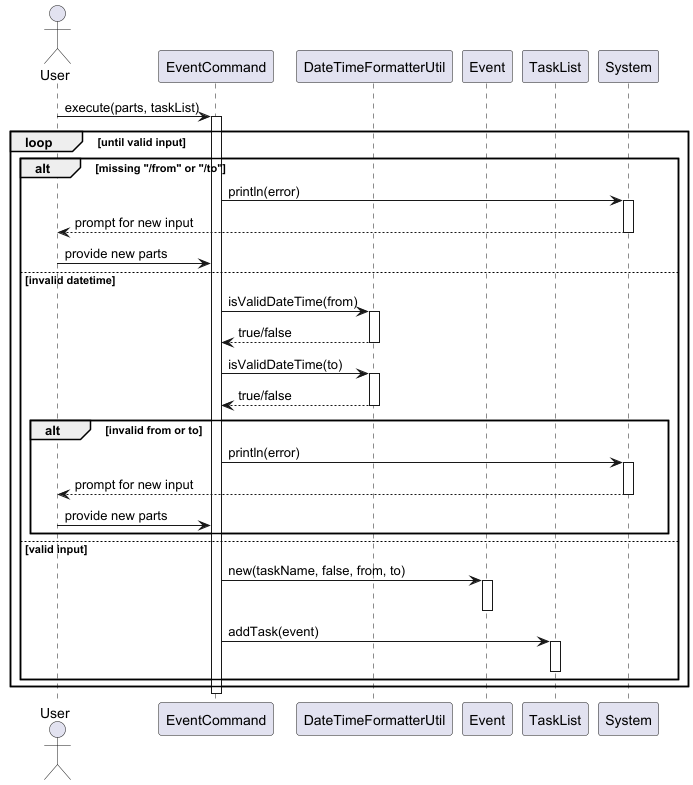 User
EventCommand
DateTimeFormatterUtil
Event
TaskList
System
execute(parts, taskList)
loop
[until valid input]
alt
[missing "/from" or "/to"]
println(error)
prompt for new input
provide new parts
[invalid datetime]
isValidDateTime(from)
true/false
isValidDateTime(to)
true/false
alt
[invalid from or to]
println(error)
prompt for new input
provide new parts
[valid input]
new(taskName, false, from, to)
addTask(event)
User
EventCommand
DateTimeFormatterUtil
Event
TaskList
System